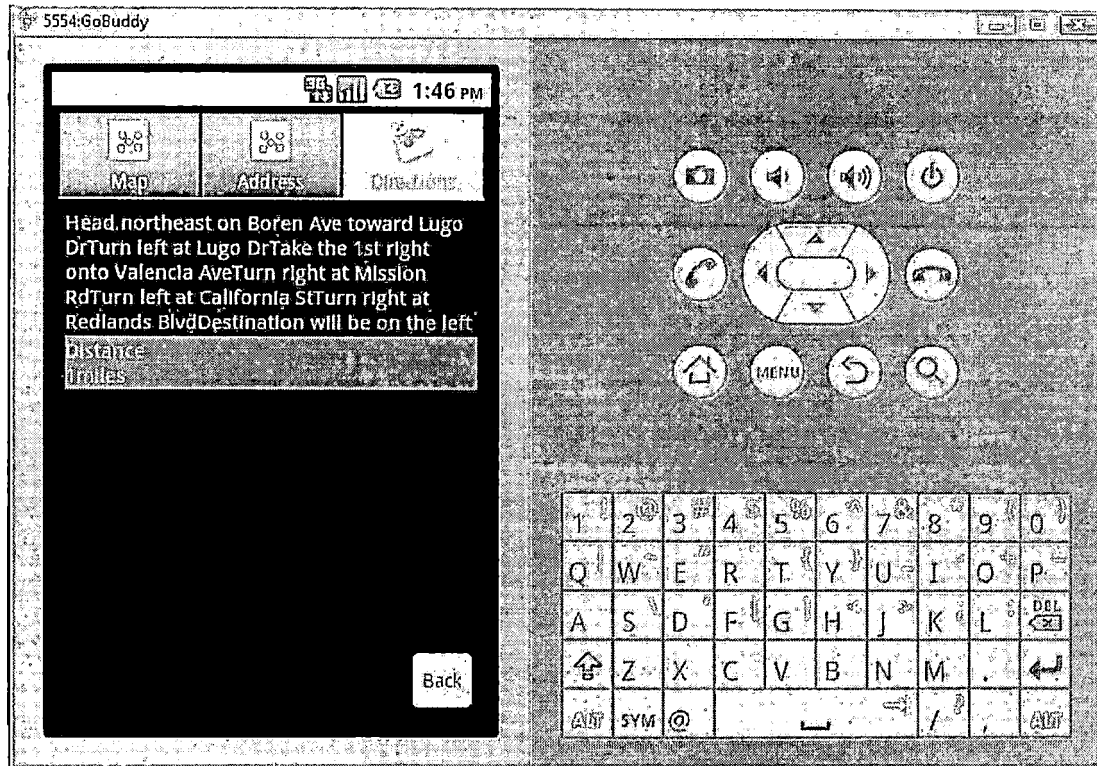 5554:GoBuddy
1:46 PM
Map Address Directions
Head northeast on Boren Ave toward Lugo
DrTurn left at Lugo DrTake the 1st right
onto Valencia AveTurn right at Mission
RdTurn left at California StTurn right at
Redlands BlvdDestination will be on the left
Distance
Back
MENU
1 2 @ 3 # 4 5 % 6 ^ 7 & 8 9 ( 0 )
Q W E R T { Y } U I O P
A S D F G H J K L DEL
Z X C V B N M .
ALT SYM @ / ? , ALT